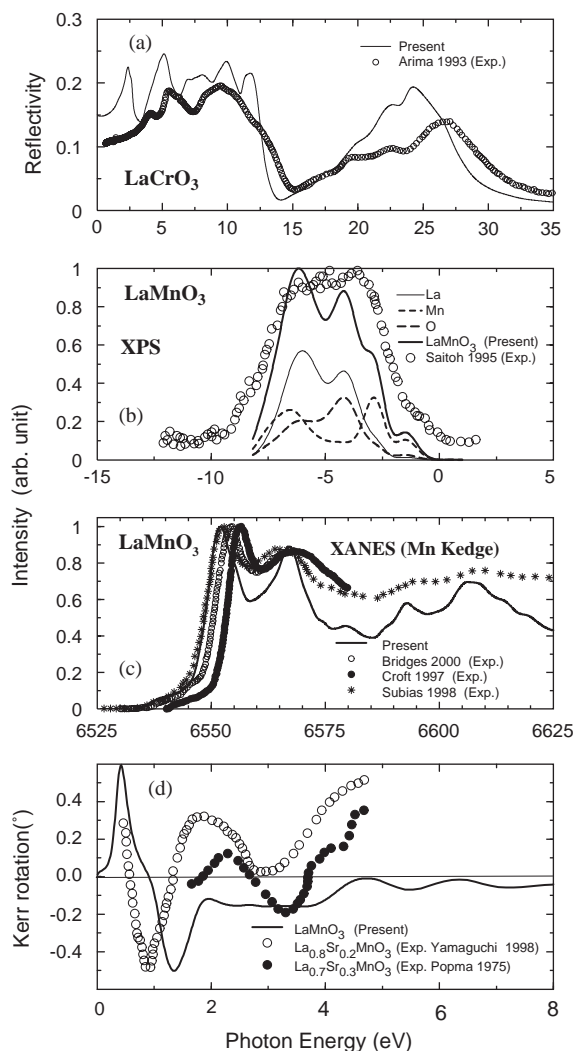 (a)
Present
Arima 1993 (Exp.)
LaCrO3
Reflectivity
0.3
0.2
0.1
0
0 5 10 15 20 25 30 35
LaMnO3
XPS
(b)
La
Mn
O
LaMnO3 (Present)
Saitoh 1995 (Exp.)
1
0.8
0.6
0.4
0.2
0
-15 -10 -5 0 5
Intensity (arb. unit)
LaMnO3
XANES (Mn Kedge)
(c)
Present
Bridges 2000 (Exp.)
Croft 1997 (Exp.)
Subias 1998 (Exp.)
1
0.8
0.6
0.4
0.2
0
6525 6550 6575 6600 6625
(d)
Kerr rotation(°)
0.4
0.2
0.0
-0.2
-0.4
LaMnO3 (Present)
La0.8Sr0.2MnO3 (Exp. Yamaguchi 1998)
La0.7Sr0.3MnO3 (Exp. Popma 1975)
0 2 4 6 8
Photon Energy (eV)